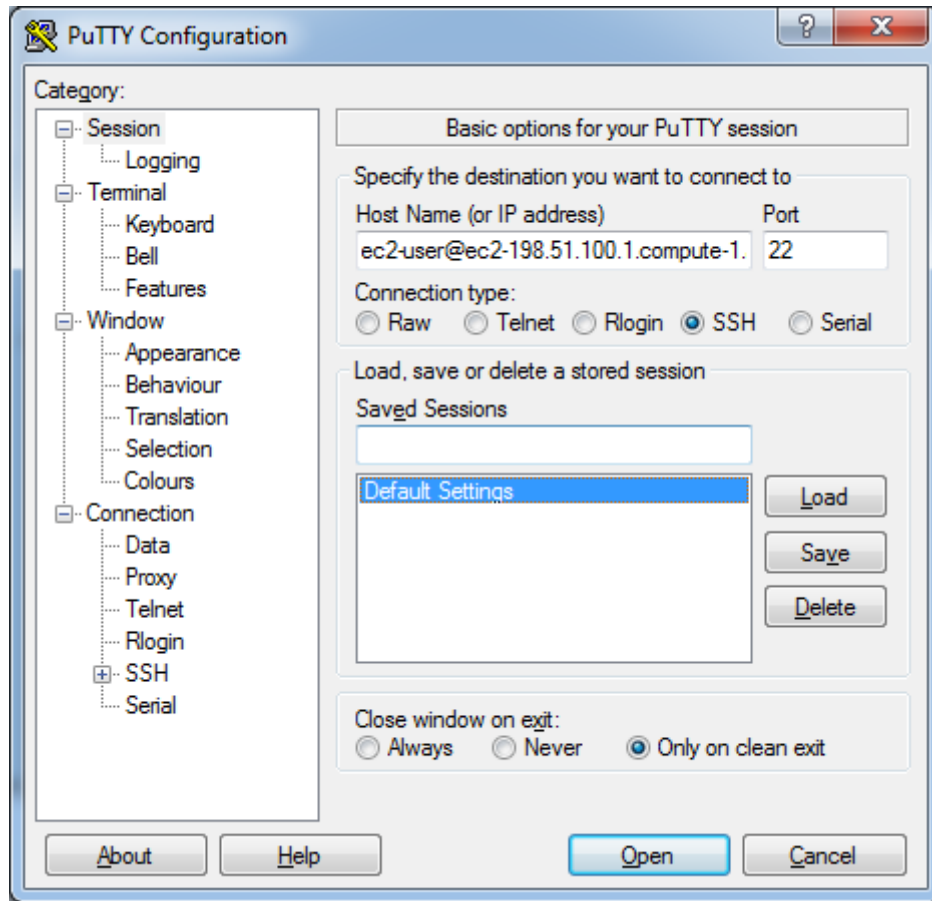 PuTTY Configuration
?
X
Category:
Session
Logging
Terminal
Keyboard
Bell
Features
Window
Appearance
Behaviour
Translation
Selection
Colours
Connection
Data
Proxy
Telnet
Rlogin
SSH
Serial
Basic options for your PuTTY session
Specify the destination you want to connect to
Host Name (or IP address) Port
ec2-user@ec2-198.51.100.1.compute-1. 22
Connection type:
Raw Telnet Rlogin SSH Serial
Load, save or delete a stored session
Saved Sessions
Default Settings
Load
Save
Delete
Close window on exit:
Always Never Only on clean exit
About Help Open Cancel